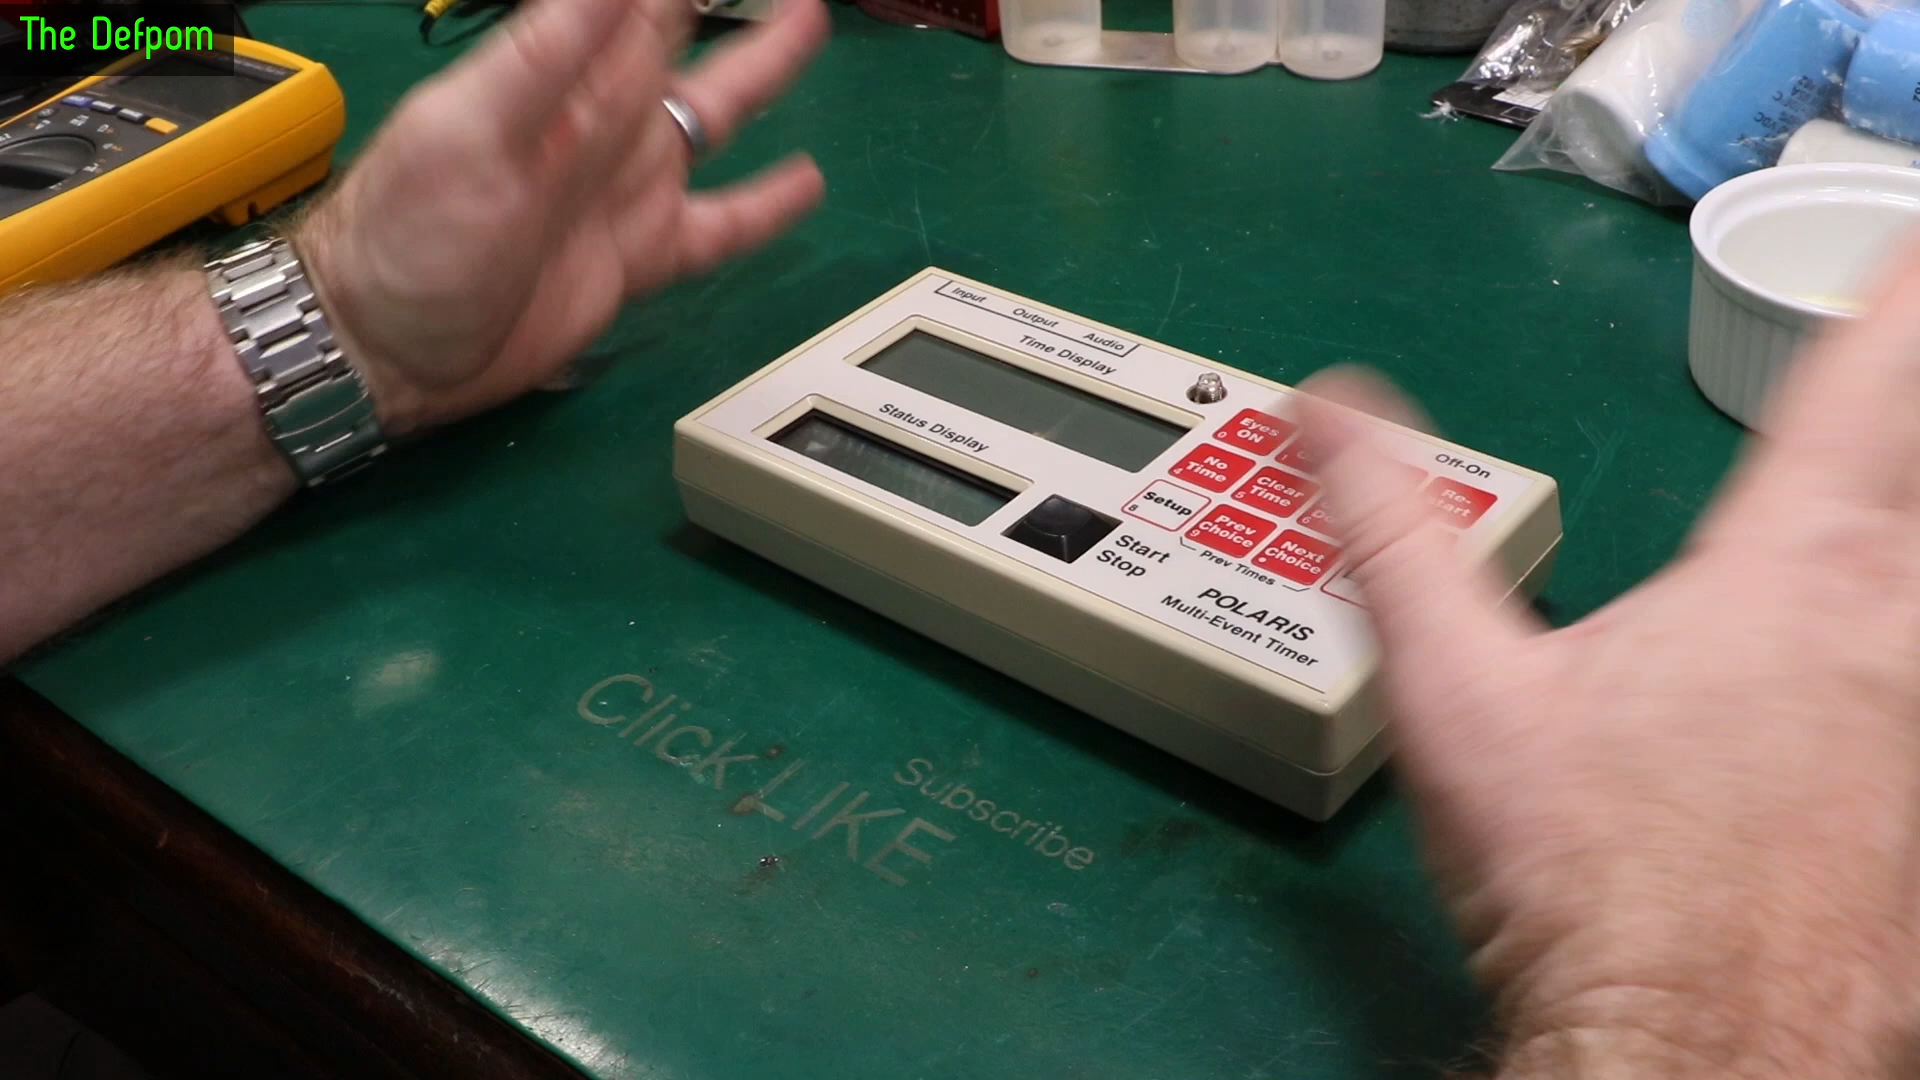 The Defpom
Input
Output
Audio
Time Display
Status Display
Off-On
Eyes
ON
0
1
No
Time
4
Clear
Time
5
6
Re-
Setup
8
Prev
Choice
9
Next
Choice
Prev Times
Start
Stop
POLARIS
Multi-Event Timer
Click LIKE
Subscribe